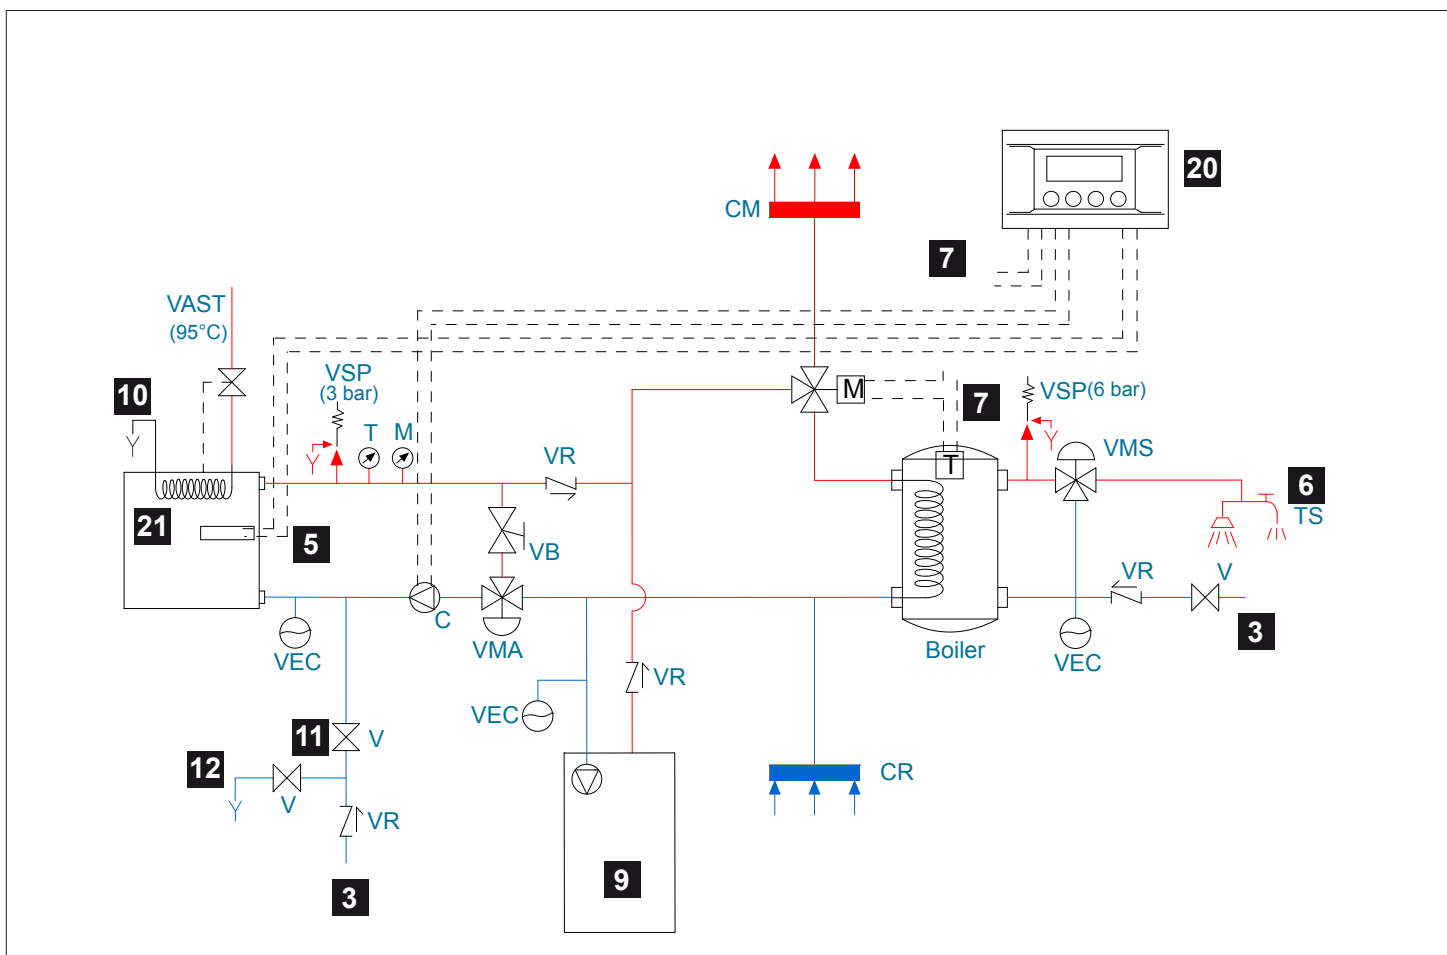 20
CM
7
VAST
(95°C)
VSP
(3 bar)
10
T
M
M
7
VSP(6 bar)
VMS
VR
T
6
TS
21
5
VB
VR
V
C
3
VMA
Boiler
VEC
VEC
VR
VEC
11
V
12
V
CR
VR
9
3